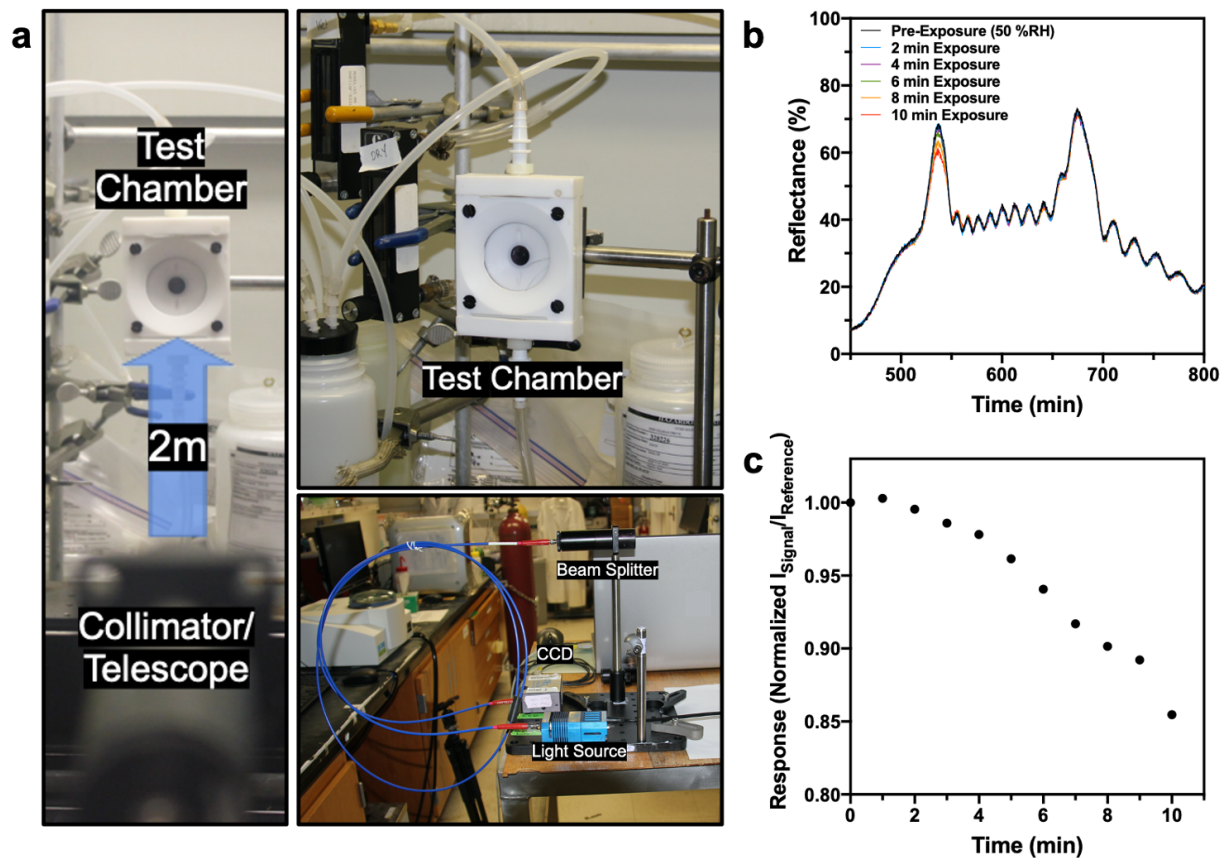 a
Test
Chamber
2m
Collimator/
Telescope
DRY
Test Chamber
HAZARDOUS
Beam Splitter
CCD
Light Source
b
100
80
60
40
20
0
Reflectance (%)
Pre-Exposure (50 %RH)
2 min Exposure
4 min Exposure
6 min Exposure
8 min Exposure
10 min Exposure
500
600
700
800
Time (min)
c
1.00
0.95
0.90
0.85
0.80
Response (Normalized I_Signal/I_Reference)
0
2
4
6
8
10
Time (min)